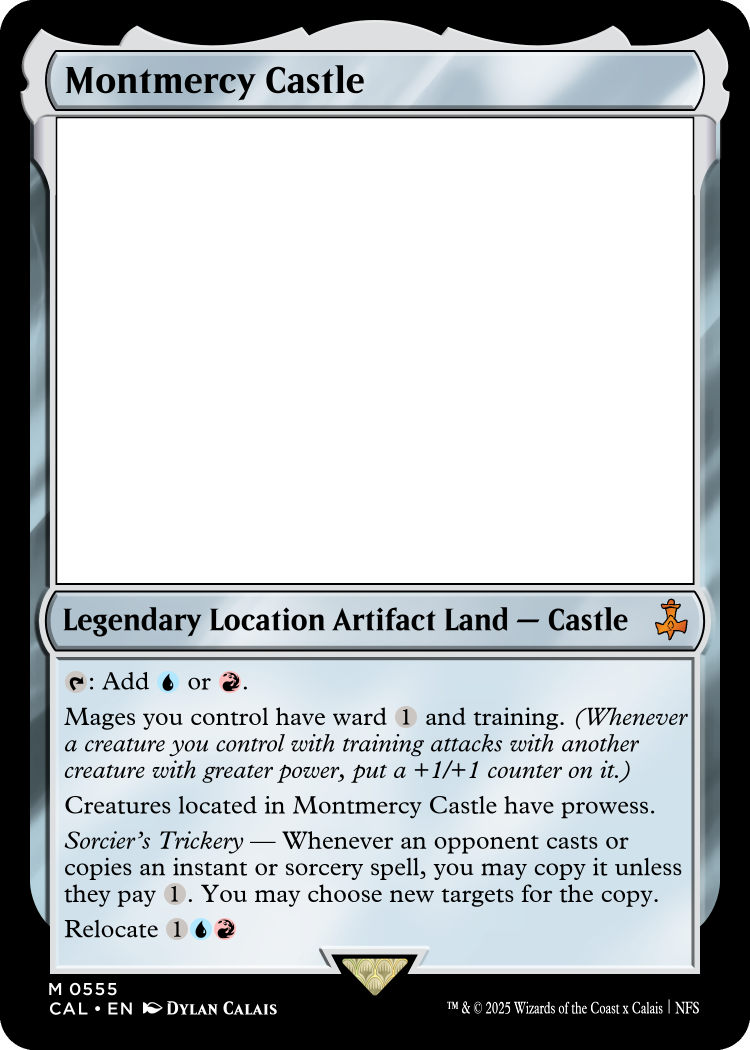 Montmercy Castle
Legendary Location Artifact Land — Castle
: Add or .
Mages you control have ward 1 and training. (Whenever
a creature you control with training attacks with another
creature with greater power, put a +1/+1 counter on it.)
Creatures located in Montmercy Castle have prowess.
Sorcier's Trickery — Whenever an opponent casts or
copies an instant or sorcery spell, you may copy it unless
they pay 1. You may choose new targets for the copy.
Relocate 1
M 0555
CAL • EN DYLAN CALAIS
™ & © 2025 Wizards of the Coast x Calais | NFS